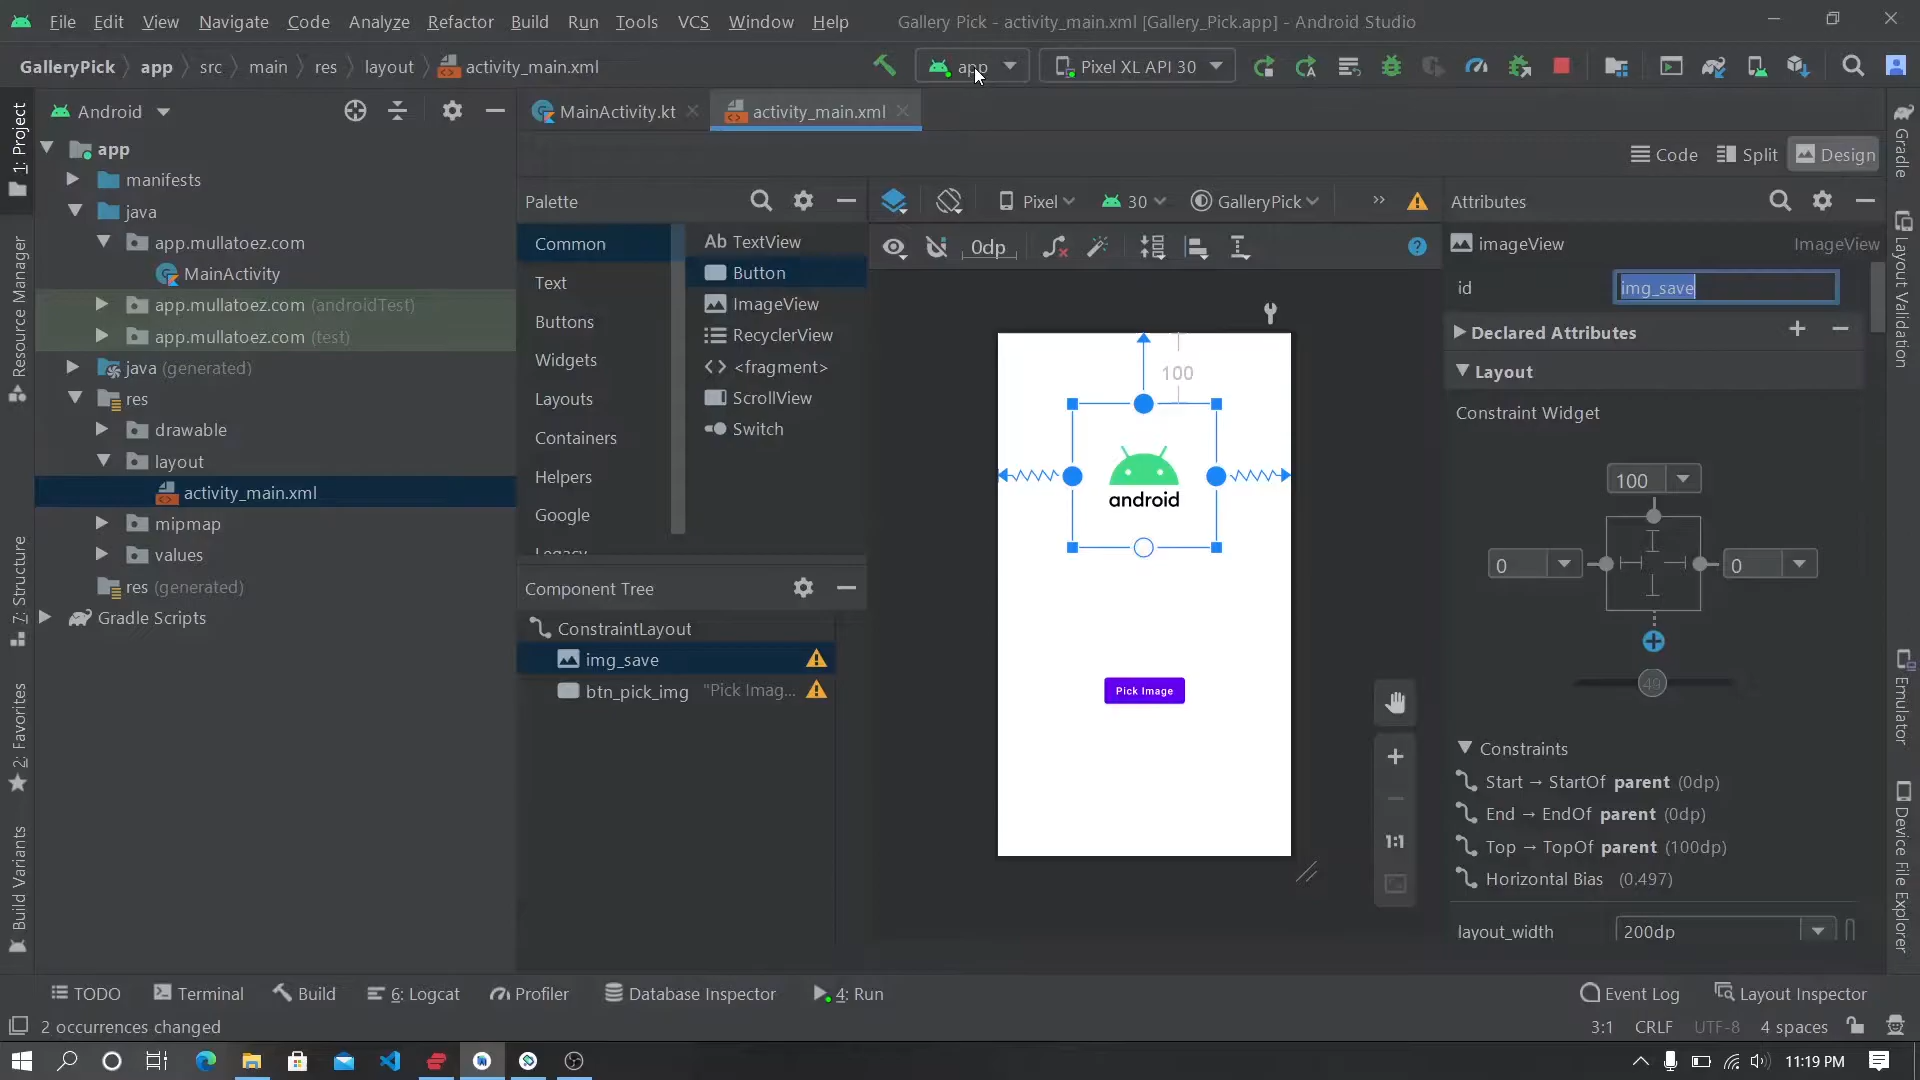 File Edit View Navigate Code Analyze Refactor Build Run Tools VCS Window Help Gallery Pick - activity_main.xml [Gallery_Pick.app] - Android Studio
GalleryPick app src main res layout activity_main.xml app Pixel XL API 30
Android
MainActivity.kt activity_main.xml
1: Project
Resource Manager
7: Structure
2: Favorites
Build Variants
app
manifests
java
app.mullatoez.com
MainActivity
app.mullatoez.com (androidTest)
app.mullatoez.com (test)
java (generated)
res
drawable
layout
activity_main.xml
mipmap
values
res (generated)
Gradle Scripts
Code Split Design
Palette
Common
Text
Buttons
Widgets
Layouts
Containers
Helpers
Google
Legacy
Ab TextView
Button
ImageView
RecyclerView
<fragment>
ScrollView
Switch
Component Tree
ConstraintLayout
img_save
btn_pick_img "Pick Imag...
Pixel 30 GalleryPick
0dp
100
android
Pick Image
1:1
Attributes
imageView ImageView
id img_save
Declared Attributes
Layout
Constraint Widget
100
0 0
49
Constraints
Start → StartOf parent (0dp)
End → EndOf parent (0dp)
Top → TopOf parent (100dp)
Horizontal Bias (0,497)
layout_width 200dp
Gradle
Layout Validation
Emulator
Device File Explorer
TODO Terminal Build 6: Logcat Profiler Database Inspector 4: Run Event Log Layout Inspector
2 occurrences changed 3:1 CRLF UTF-8 4 spaces
11:19 PM